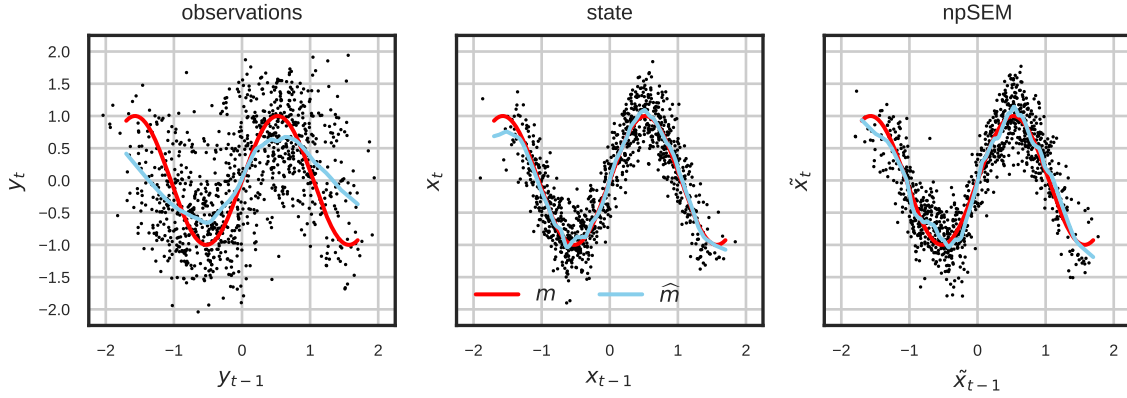 observations
state
npSEM
2.0
1.5
1.0
0.5
0.0
−0.5
−1.0
−1.5
−2.0
y_t
x_t
x̃_t
m
m̂
−2 −1 0 1 2
−2 −1 0 1 2
−2 −1 0 1 2
y_{t−1}
x_{t−1}
x̃_{t−1}